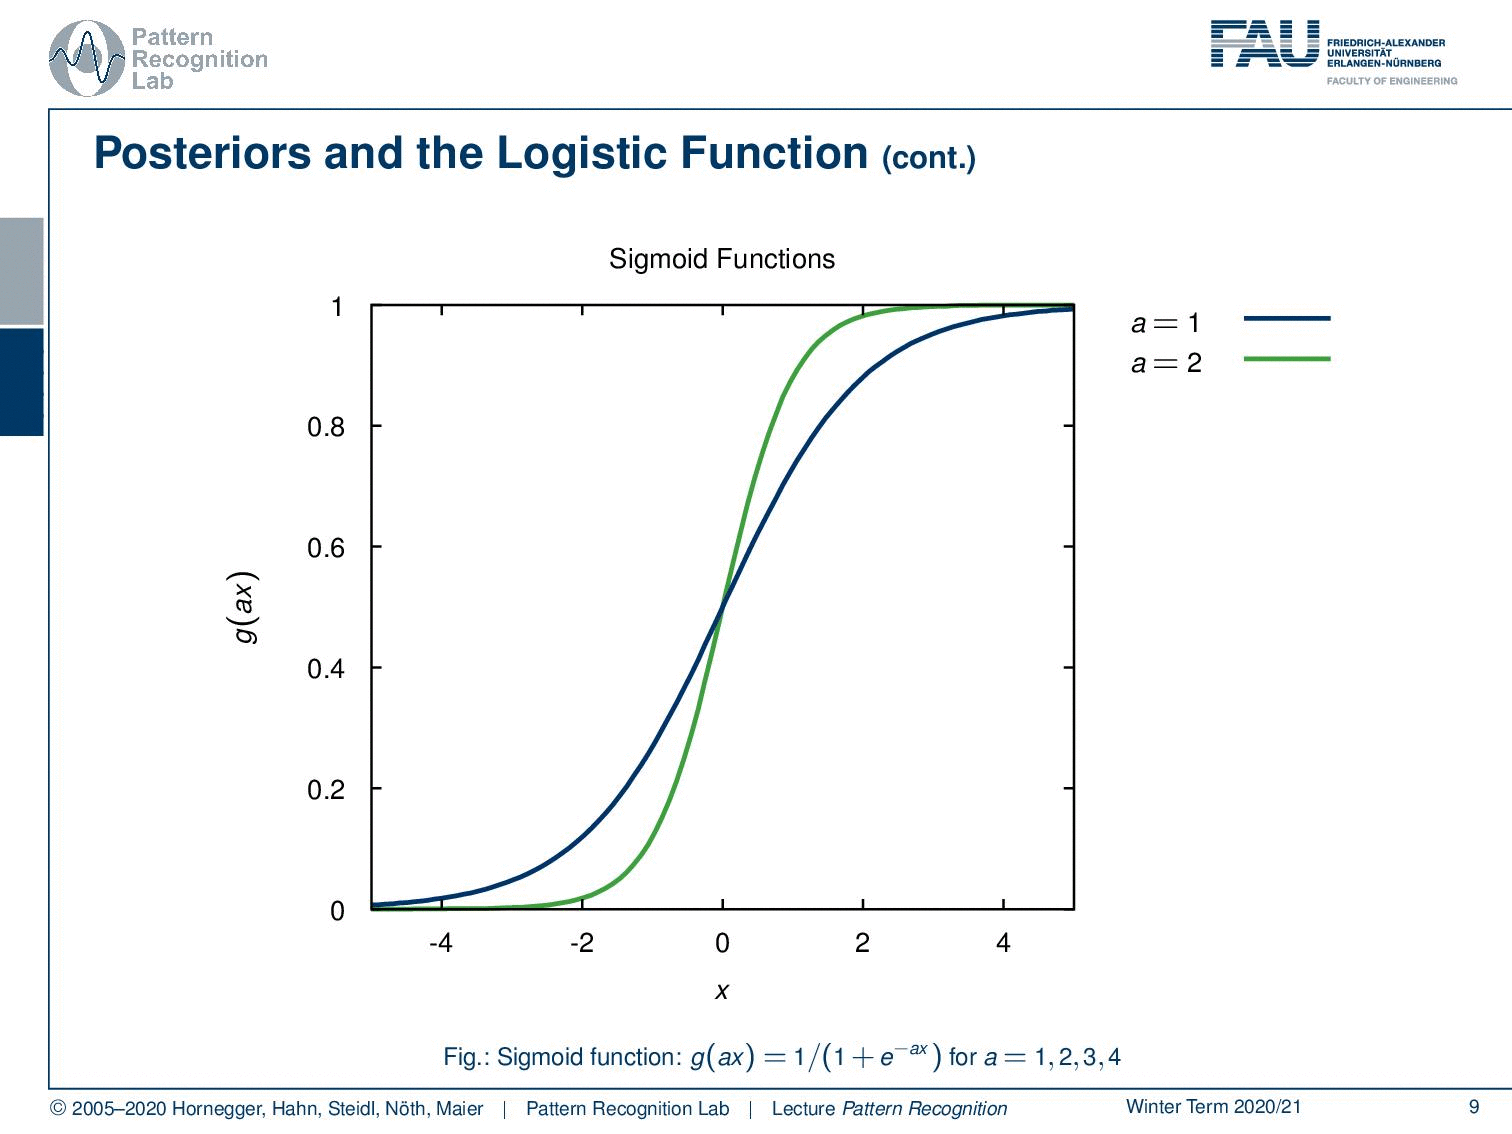 Pattern
Recognition
Lab
FAU
FRIEDRICH-ALEXANDER
UNIVERSITÄT
ERLANGEN-NÜRNBERG
FACULTY OF ENGINEERING
Posteriors and the Logistic Function (cont.)
Sigmoid Functions
1
0.8
0.6
0.4
0.2
0
g(ax)
-4 -2 0 2 4
x
a = 1
a = 2
Fig.: Sigmoid function: g(ax) = 1/(1 + e^{−ax}) for a = 1, 2, 3, 4
© 2005–2020 Hornegger, Hahn, Steidl, Nöth, Maier | Pattern Recognition Lab | Lecture Pattern Recognition Winter Term 2020/21 9